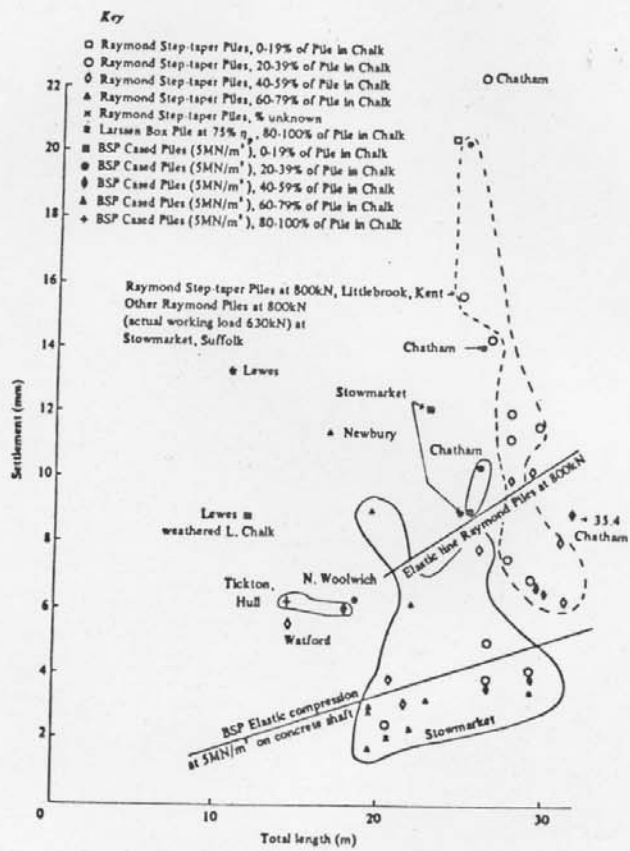 Key
Raymond Step-taper Piles, 0-19% of Pile in Chalk
Raymond Step-taper Piles, 20-39% of Pile in Chalk
Raymond Step-taper Piles, 40-59% of Pile in Chalk
Raymond Step-taper Piles, 60-79% of Pile in Chalk
Raymond Step-taper Piles, % unknown
Larssen Box Pile at 75% qp, 80-100% of Pile in Chalk
BSP Cased Piles (5MN/m²), 0-19% of Pile in Chalk
BSP Cased Piles (5MN/m²), 20-39% of Pile in Chalk
BSP Cased Piles (5MN/m²), 40-59% of Pile in Chalk
BSP Cased Piles (5MN/m²), 60-79% of Pile in Chalk
BSP Cased Piles (5MN/m²), 80-100% of Pile in Chalk
Chatham
Raymond Step-taper Piles at 800kN, Littlebrook, Kent
Other Raymond Piles at 800kN
(actual working load 630kN) at
Stowmarket, Suffolk
Chatham
Lewes
Stowmarket
Newbury
Chatham
Elastic line Raymond Piles at 800kN
35.4
Chatham
Lewes
weathered L. Chalk
Tickton,
Hull
N. Woolwich
Watford
BSP Elastic compression
at 5MN/m² on concrete shaft
Stowmarket
22
20
18
16
14
12
10
8
6
4
2
0
10
20
30
Settlement (mm)
Total length (m)